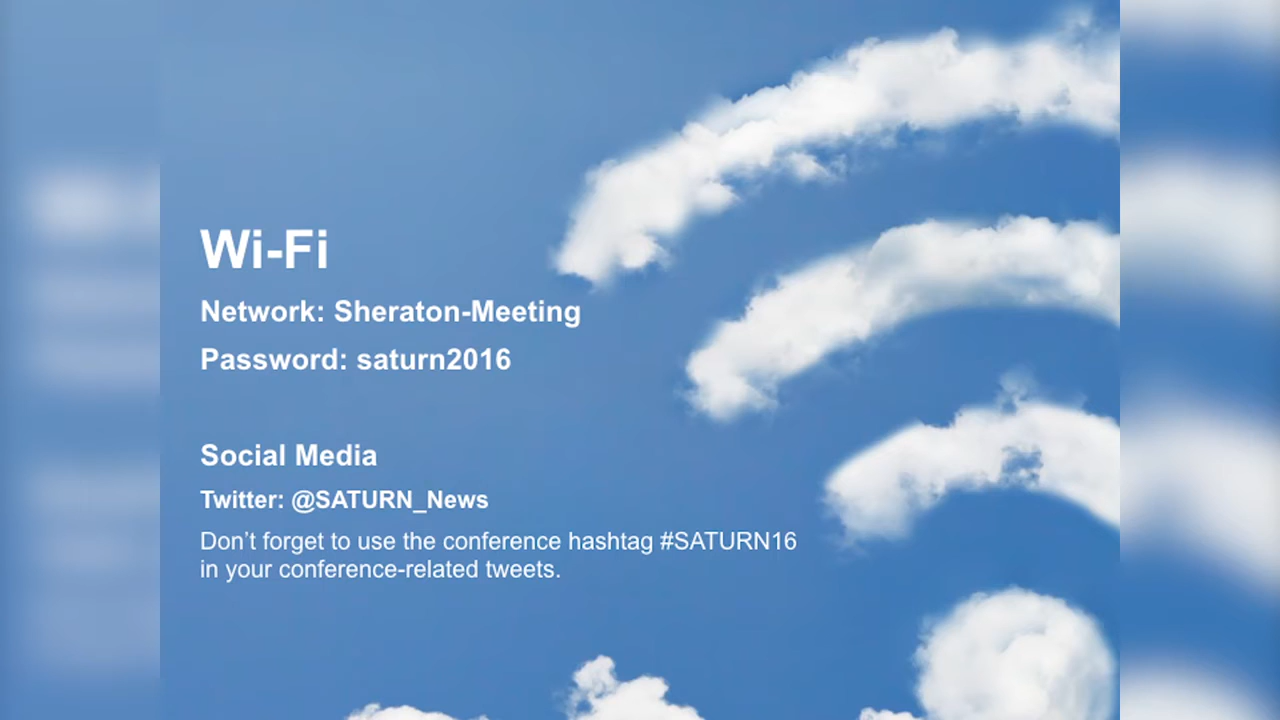 Wi-Fi
Network: Sheraton-Meeting
Password: saturn2016
Social Media
Twitter: @SATURN_News
Don’t forget to use the conference hashtag #SATURN16
in your conference-related tweets.